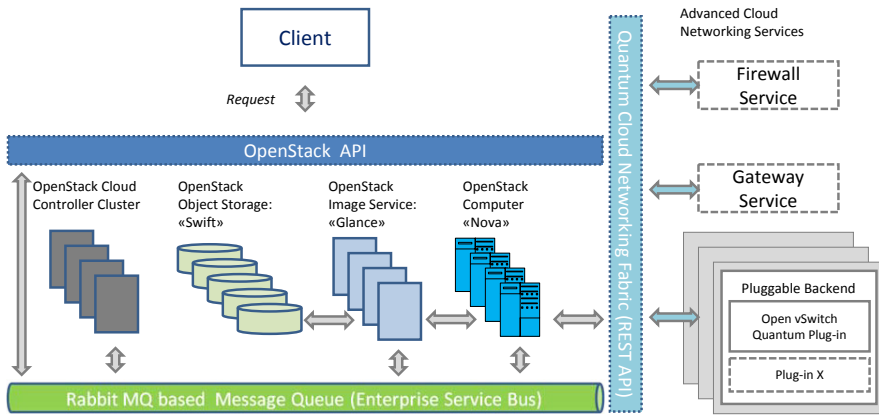 Client
Request
OpenStack API
OpenStack Cloud
Controller Cluster
OpenStack
Object Storage:
«Swift»
OpenStack
Image Service:
«Glance»
OpenStack
Computer
«Nova»
Rabbit MQ based Message Queue (Enterprise Service Bus)
Quantum Cloud Networking Fabric (REST API)
Advanced Cloud
Networking Services
Firewall
Service
Gateway
Service
Pluggable Backend
Open vSwitch
Quantum Plug-in
Plug-in X